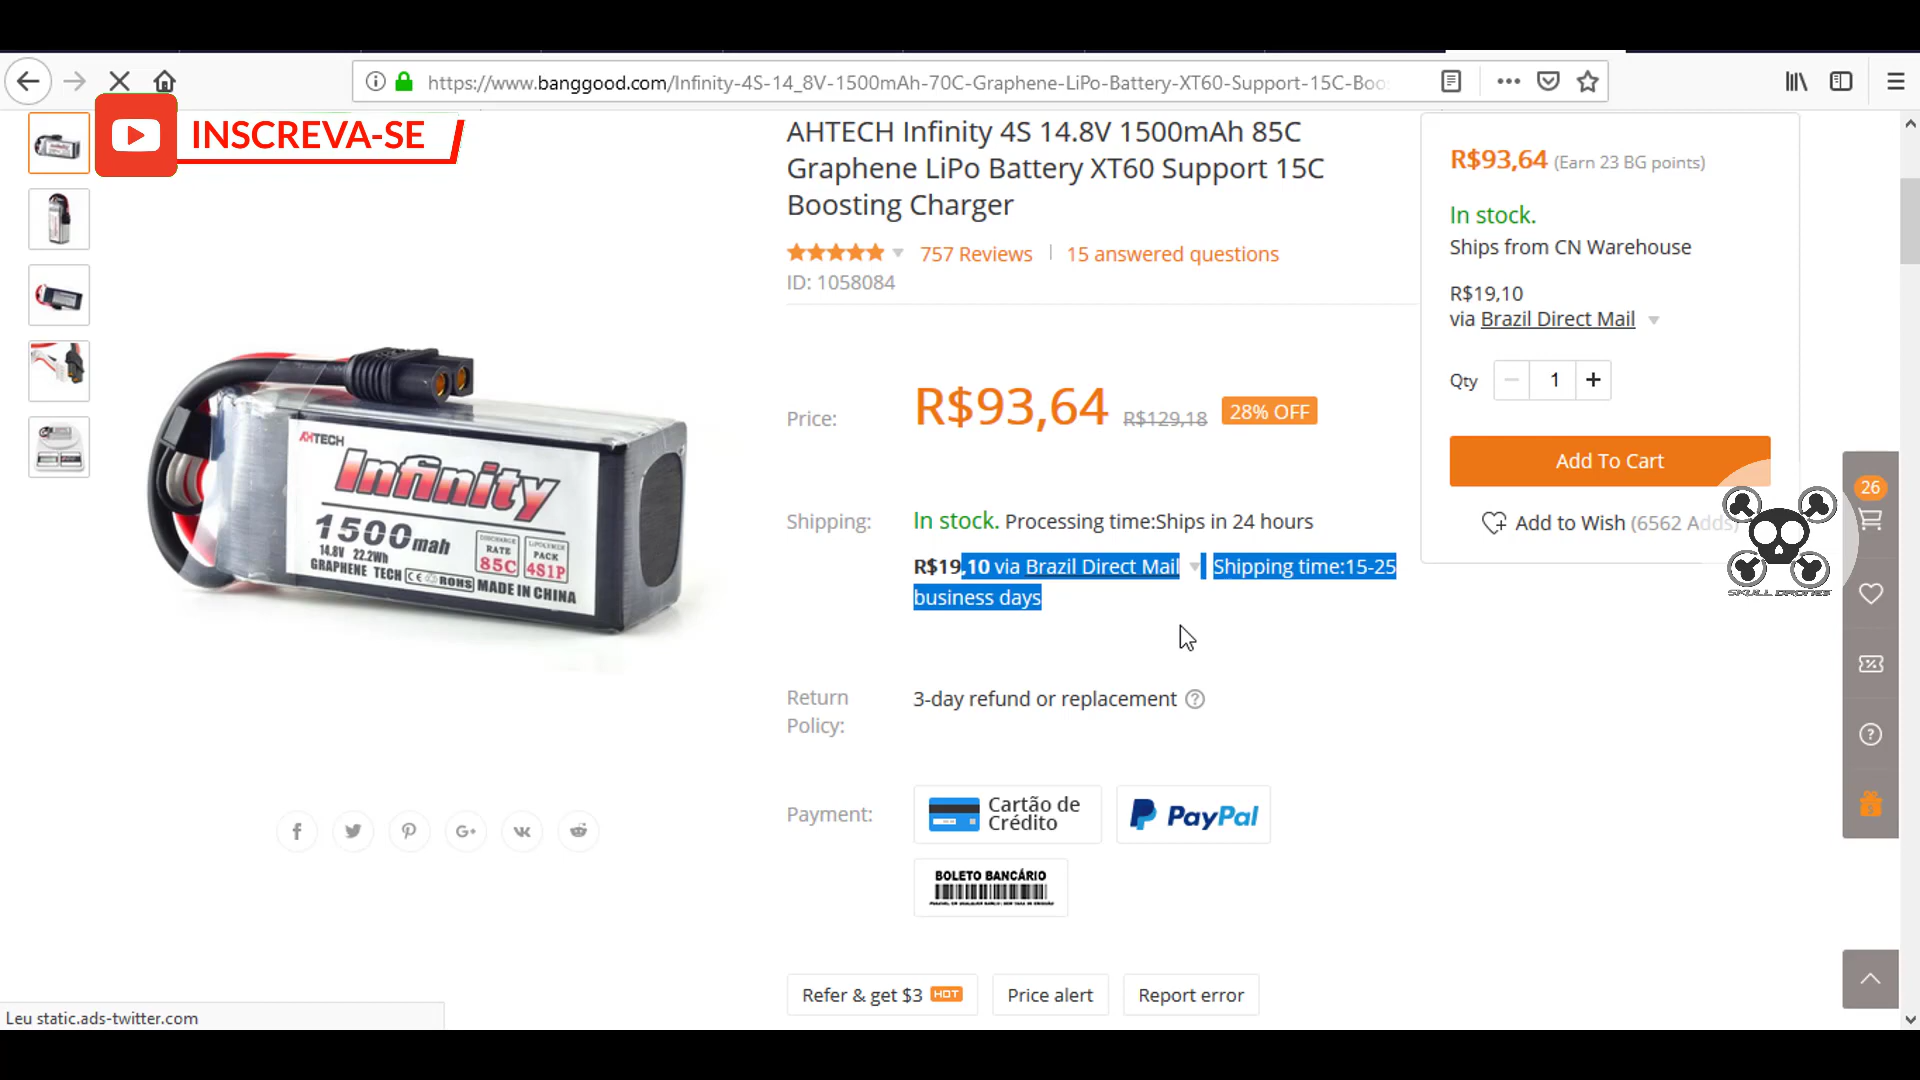 https://www.banggood.com/Infinity-4S-14_8V-1500mAh-70C-Graphene-LiPo-Battery-XT60-Support-15C-Boo
INSCREVA-SE
AHTECH Infinity 4S 14.8V 1500mAh 85C
Graphene LiPo Battery XT60 Support 15C
Boosting Charger
757 Reviews
15 answered questions
ID: 1058084
Price:
R$93,64 R$129,18 28% OFF
Shipping:
In stock. Processing time:Ships in 24 hours
R$19,10 via Brazil Direct Mail Shipping time:15-25
business days
Return
Policy:
3-day refund or replacement
Payment:
Cartão de
Crédito
PayPal
BOLETO BANCÁRIO
Refer & get $3 HOT
Price alert
Report error
R$93,64 (Earn 23 BG points)
In stock.
Ships from CN Warehouse
R$19,10
via Brazil Direct Mail
Qty
1
Add To Cart
Add to Wish (6562 Adds)
SKULL DRONES
26
AHTECH
Infinity
1500mah
14.8V 22.2Wh
GRAPHENE TECH
CE
ROHS
MADE IN CHINA
DISCHARGE
RATE
85C
LIPOLYMER
PACK
4S1P
Leu static.ads-twitter.com